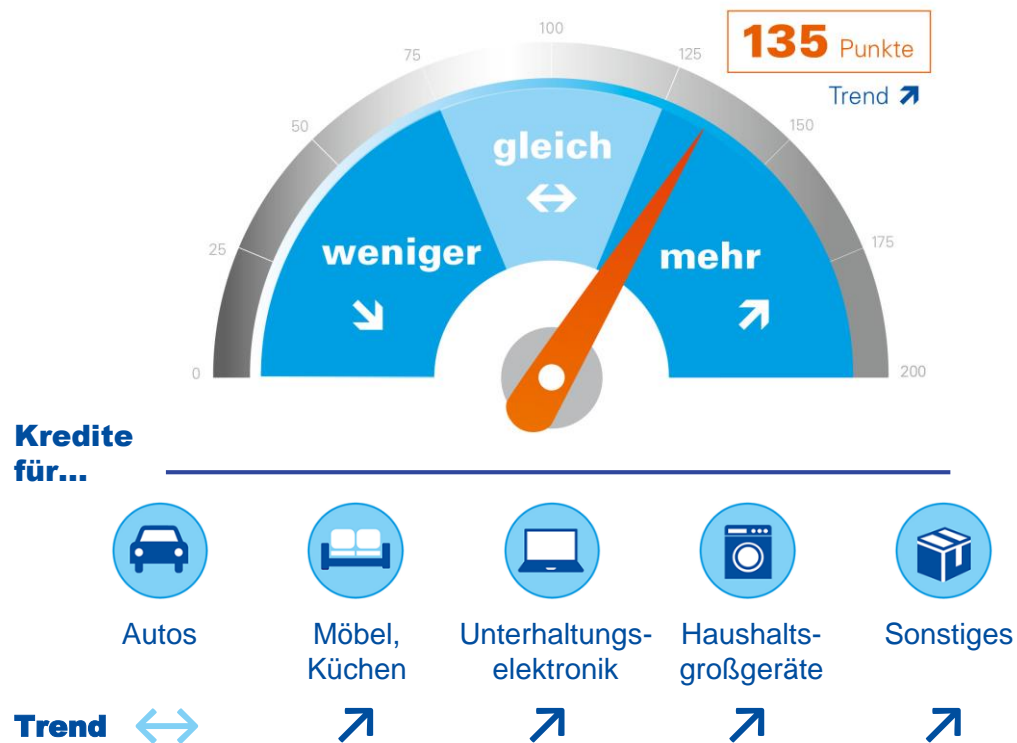 100
75
125
135 Punkte
Trend
50
150
gleich
25
175
weniger
mehr
0
200
Kredite
für...
Autos
Möbel,
Küchen
Unterhaltungs-
elektronik
Haushalts-
großgeräte
Sonstiges
Trend